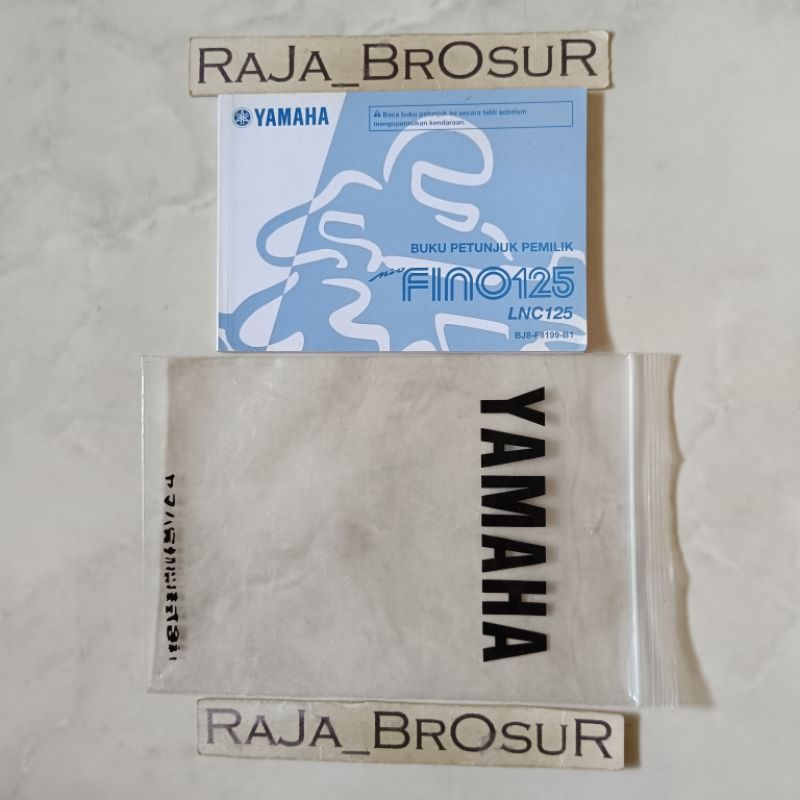 RAJA_BROSUR
YAMAHA
Baca buku petunjuk ini secara teliti sebelum
mengoperasikan kendaraan.
BUKU PETUNJUK PEMILIK
mio FINO125
LNC125
BJ8-F8199-B1
YAMAHA
RAJA_BROSUR